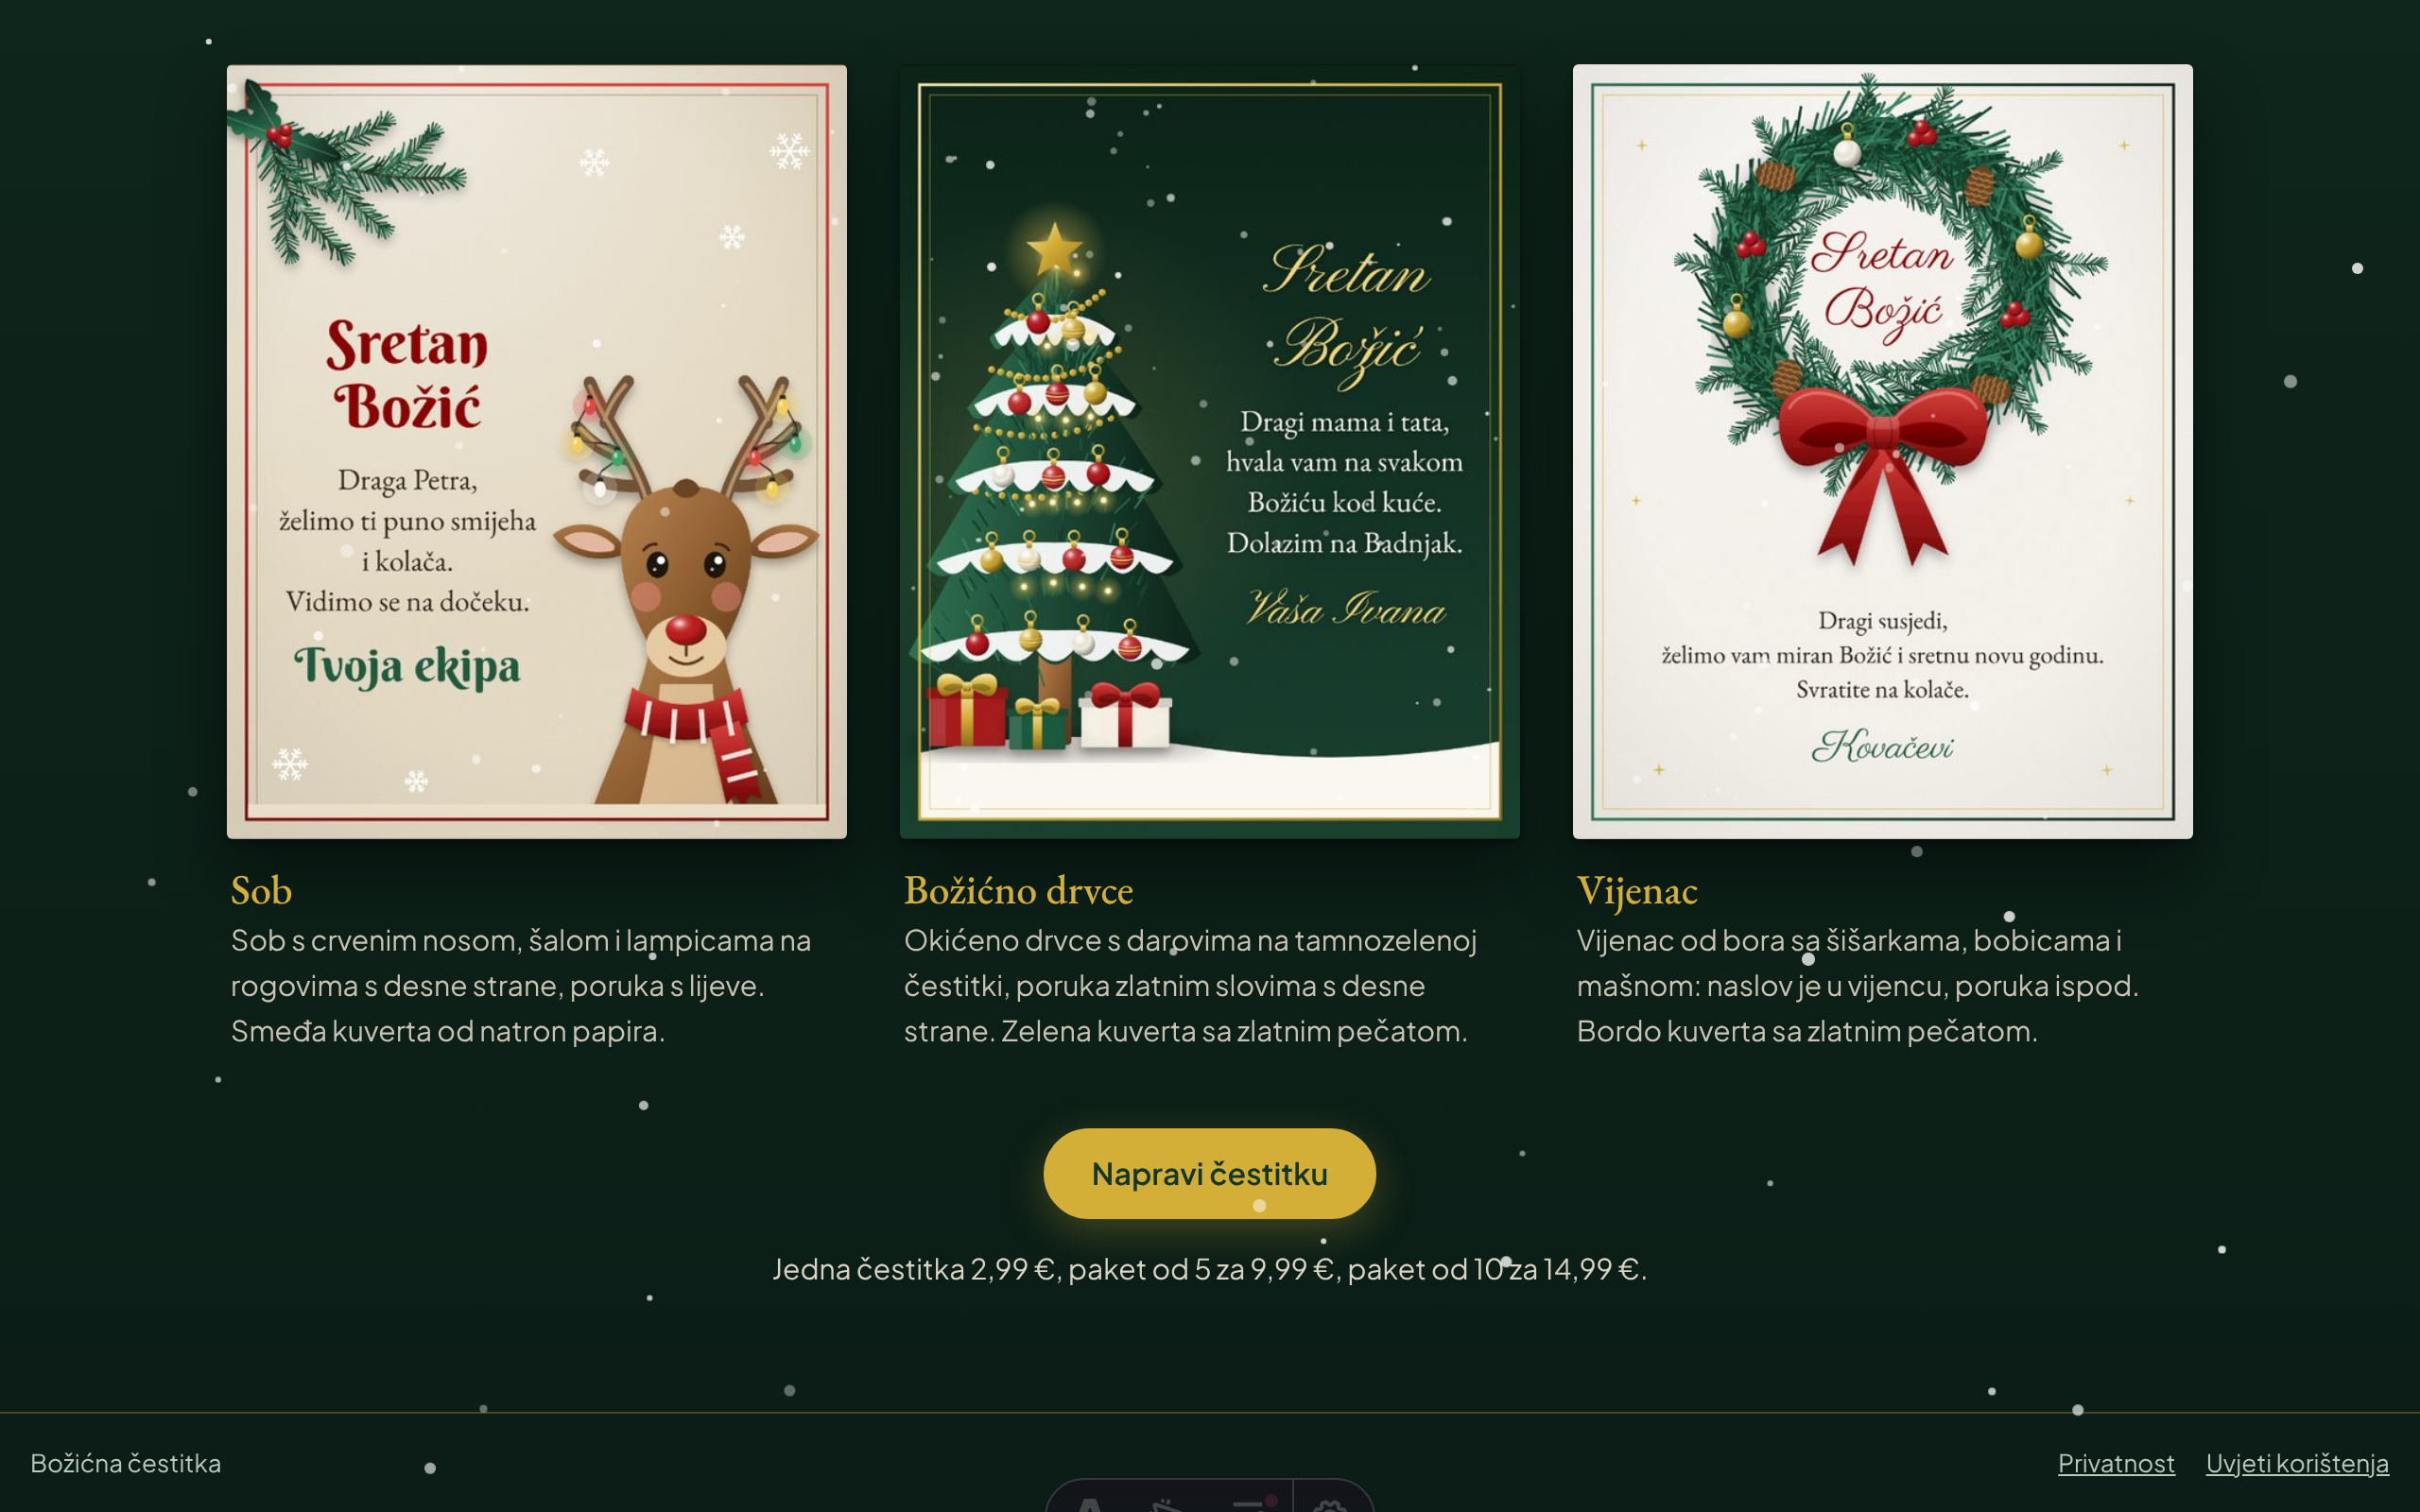 Sretan
Božić
Draga Petra,
želimo ti puno smijeha
i kolača.
Vidimo se na dočeku.
Tvoja ekipa
Sretan
Božić
Dragi mama i tata,
hvala vam na svakom
Božiću kod kuće.
Dolazim na Badnjak.
Vaša Ivana
Sretan
Božić
Dragi susjedi,
želimo vam miran Božić i sretnu novu godinu.
Svratite na kolače.
Kovačevi
Sob
Sob s crvenim nosom, šalom i lampicama na
rogovima s desne strane, poruka s lijeve.
Smeđa kuverta od natron papira.
Božićno drvce
Okićeno drvce s darovima na tamnozelenoj
čestitki, poruka zlatnim slovima s desne
strane. Zelena kuverta sa zlatnim pečatom.
Vijenac
Vijenac od bora sa šišarkama, bobicama i
mašnom: naslov je u vijencu, poruka ispod.
Bordo kuverta sa zlatnim pečatom.
Napravi čestitku
Jedna čestitka 2,99 €, paket od 5 za 9,99 €, paket od 10 za 14,99 €.
Božićna čestitka
Privatnost
Uvjeti korištenja